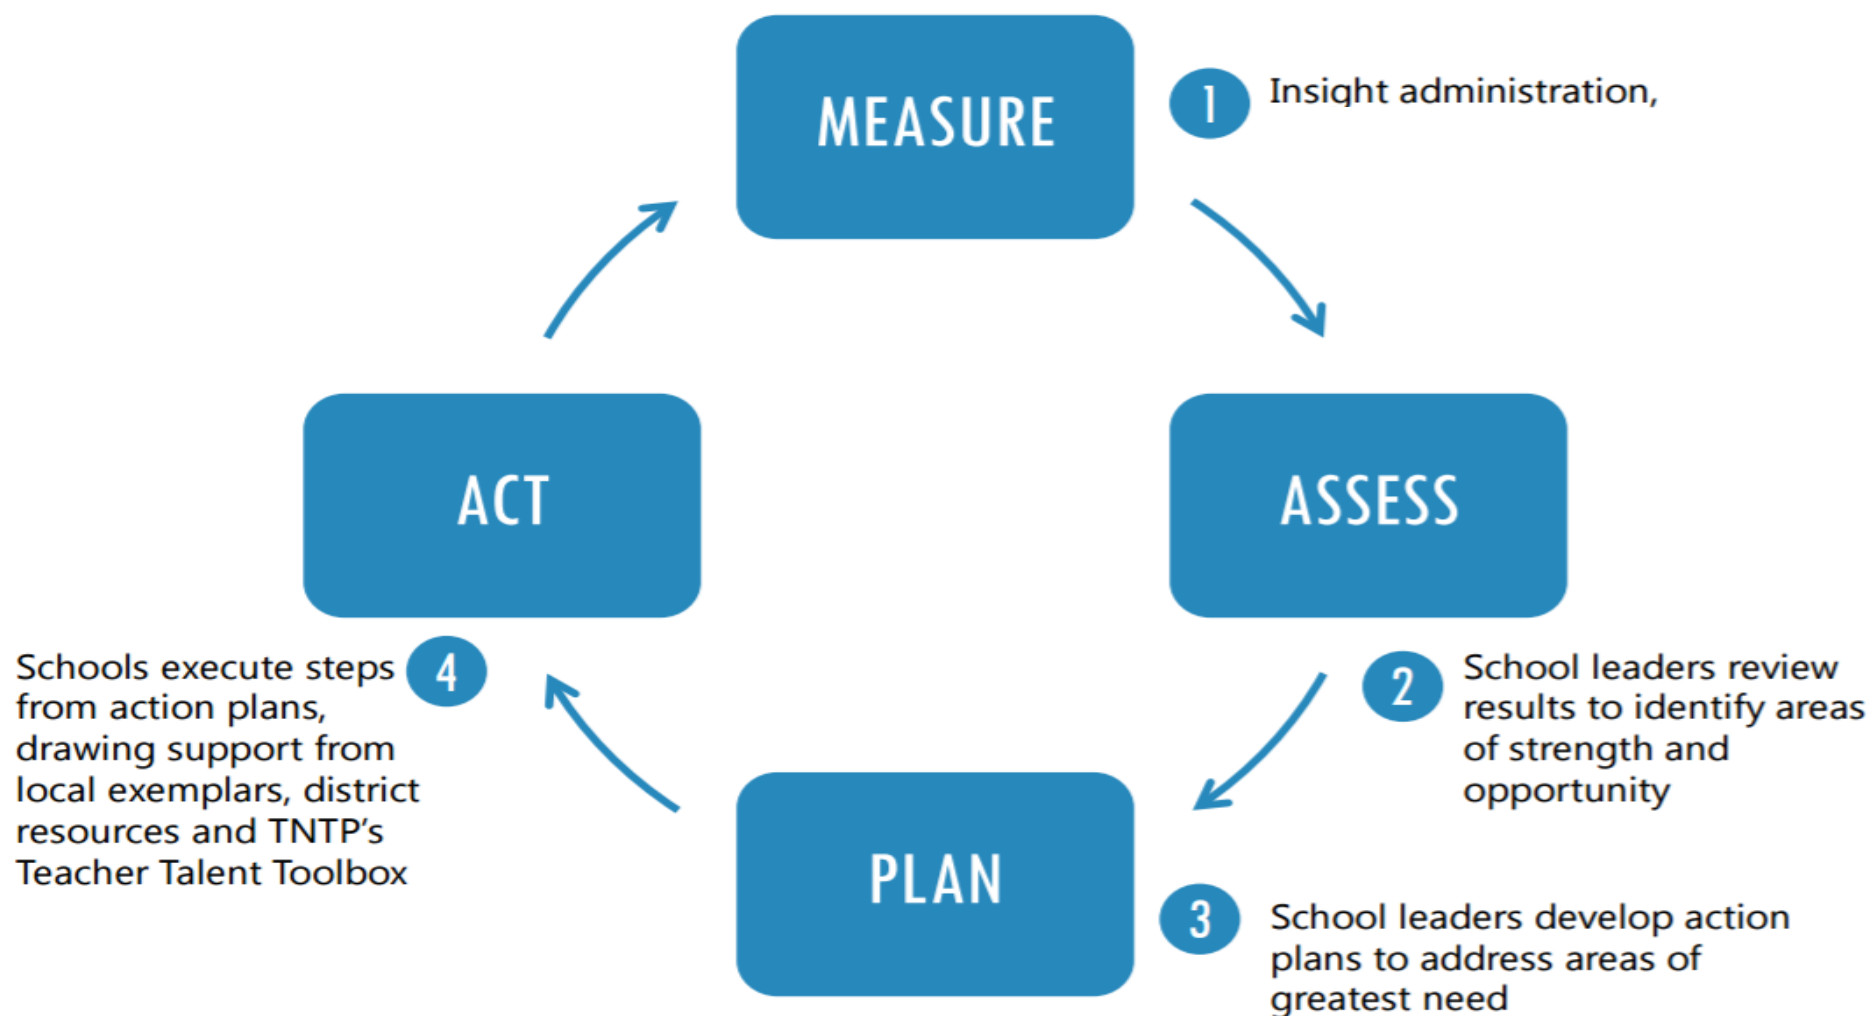 MEASURE
1
Insight administration,
ACT
ASSESS
Schools execute steps
from action plans,
drawing support from
local exemplars, district
resources and TNTP's
Teacher Talent Toolbox
4
2
School leaders review
results to identify areas
of strength and
opportunity
PLAN
3
School leaders develop action
plans to address areas of
greatest need